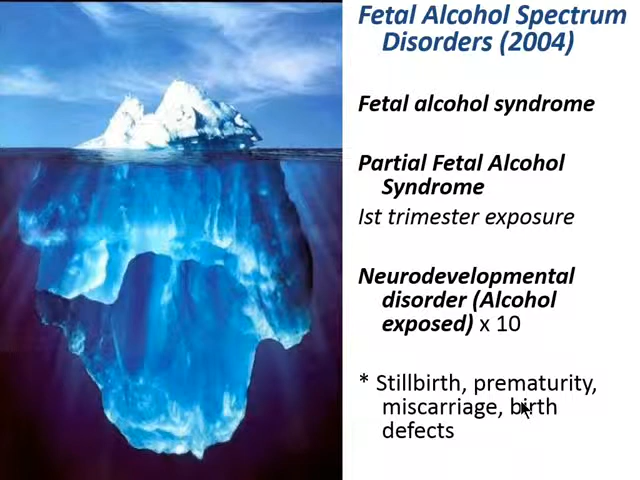 Fetal Alcohol Spectrum
Disorders (2004)
Fetal alcohol syndrome
Partial Fetal Alcohol
Syndrome
Ist trimester exposure
Neurodevelopmental
disorder (Alcohol
exposed) x 10
* Stillbirth, prematurity,
miscarriage, birth
defects